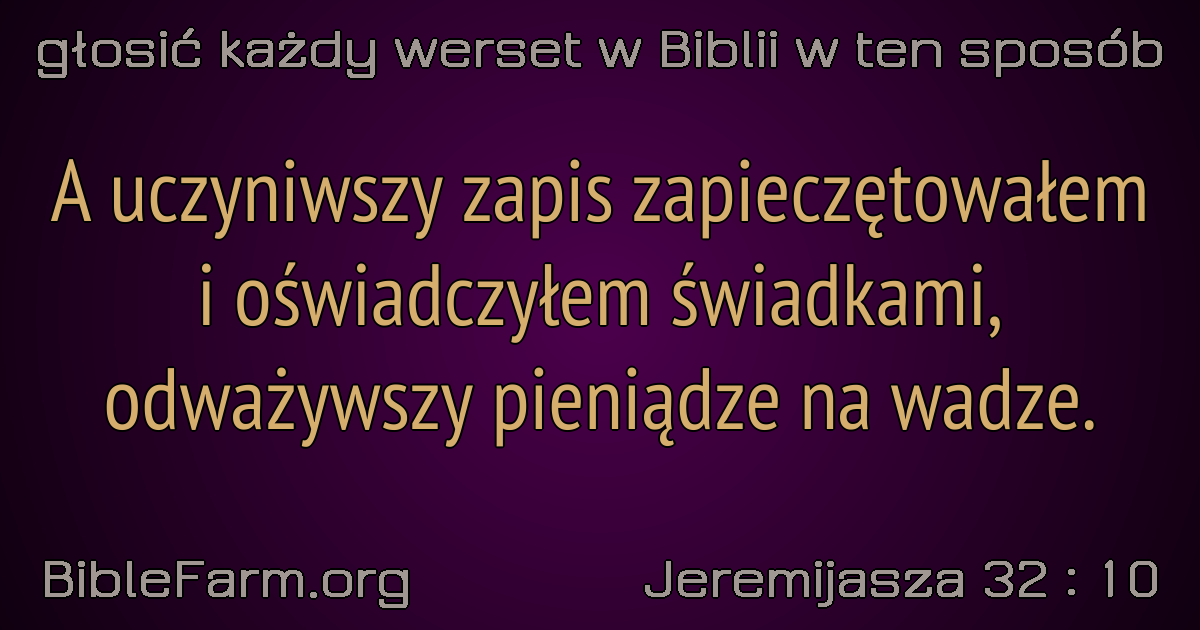 głosić każdy werset w Biblii w ten sposób
A uczyniwszy zapis zapieczętowałem
i oświadczyłem świadkami,
odważywszy pieniądze na wadze.
BibleFarm.org
Jeremijasza 32 : 10